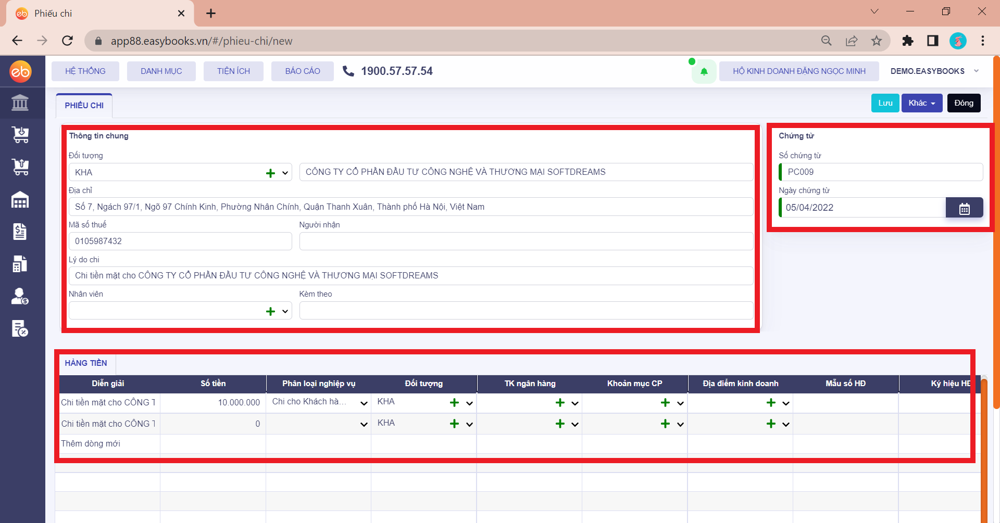 eb Phiếu chi
app88.easybooks.vn/#/phieu-chi/new
eb HỆ THỐNG DANH MỤC TIỆN ÍCH BÁO CÁO 1900.57.57.54 HỘ KINH DOANH ĐẶNG NGỌC MINH DEMO.EASYBOOKS
PHIẾU CHI Lưu Khác Đóng
Thông tin chung
Đối tượng
KHA CÔNG TY CỔ PHẦN ĐẦU TƯ CÔNG NGHỆ VÀ THƯƠNG MẠI SOFTDREAMS
Địa chỉ
Số 7, Ngách 97/1, Ngõ 97 Chính Kinh, Phường Nhân Chính, Quận Thanh Xuân, Thành phố Hà Nội, Việt Nam
Mã số thuế Người nhận
0105987432
Lý do chi
Chi tiền mặt cho CÔNG TY CỔ PHẦN ĐẦU TƯ CÔNG NGHỆ VÀ THƯƠNG MẠI SOFTDREAMS
Nhân viên Kèm theo
Chứng từ
Số chứng từ
PC009
Ngày chứng từ
05/04/2022
HÀNG TIỀN
Diễn giải Số tiền Phân loại nghiệp vụ Đối tượng TK ngân hàng Khoản mục CP Địa điểm kinh doanh Mẫu số HĐ Ký hiệu HĐ
Chi tiền mặt cho CÔNG T 10.000.000 Chi cho Khách hà... KHA
Chi tiền mặt cho CÔNG T 0 KHA
Thêm dòng mới